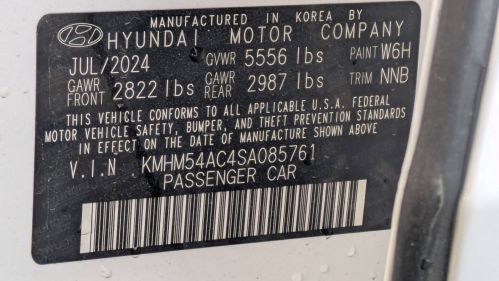 MANUFACTURED IN KOREA BY
HYUNDAI MOTOR COMPANY
JUL/2024 GVWR 5556 lbs PAINT W6H
GAWR FRONT 2822 lbs GAWR REAR 2987 lbs TRIM NNB
THIS VEHICLE CONFORMS TO ALL APPLICABLE U.S.A. FEDERAL
MOTOR VEHICLE SAFETY, BUMPER, AND THEFT PREVENTION STANDARDS
IN EFFECT ON THE DATE OF MANUFACTURE SHOWN ABOVE.
V.I.N. KMHM54AC4SA085761
PASSENGER CAR